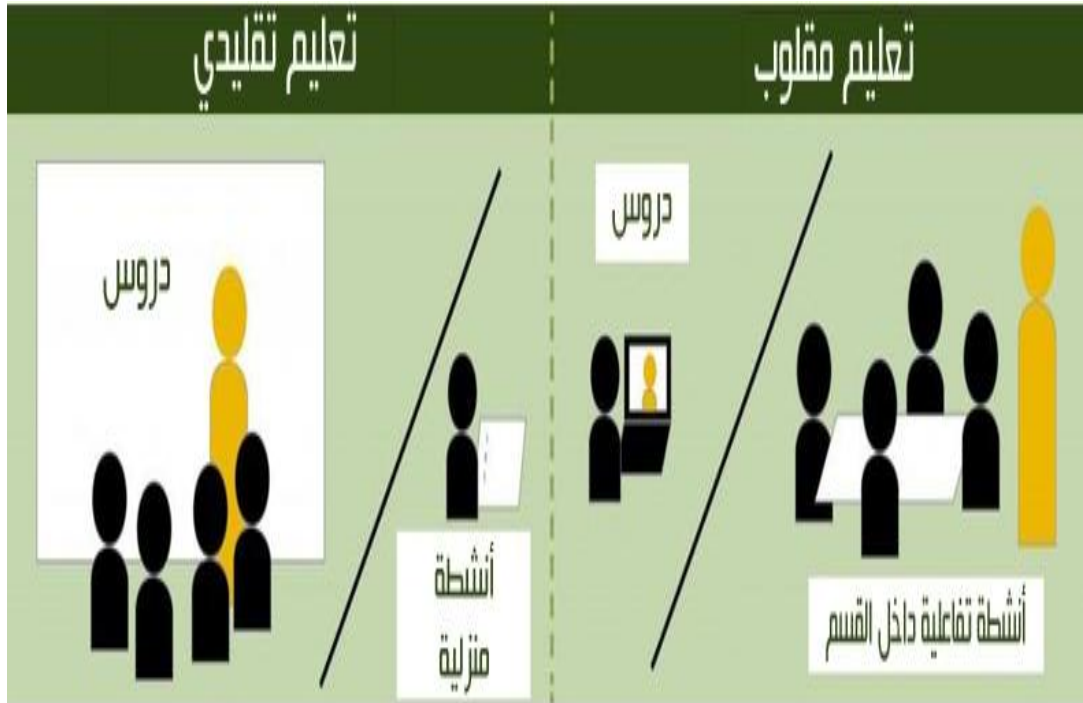 تعليم مقلوب
دروس
أنشطة تفاعلية داخل القسم
تعليم تقليدي
دروس
أنشطة
منزلية